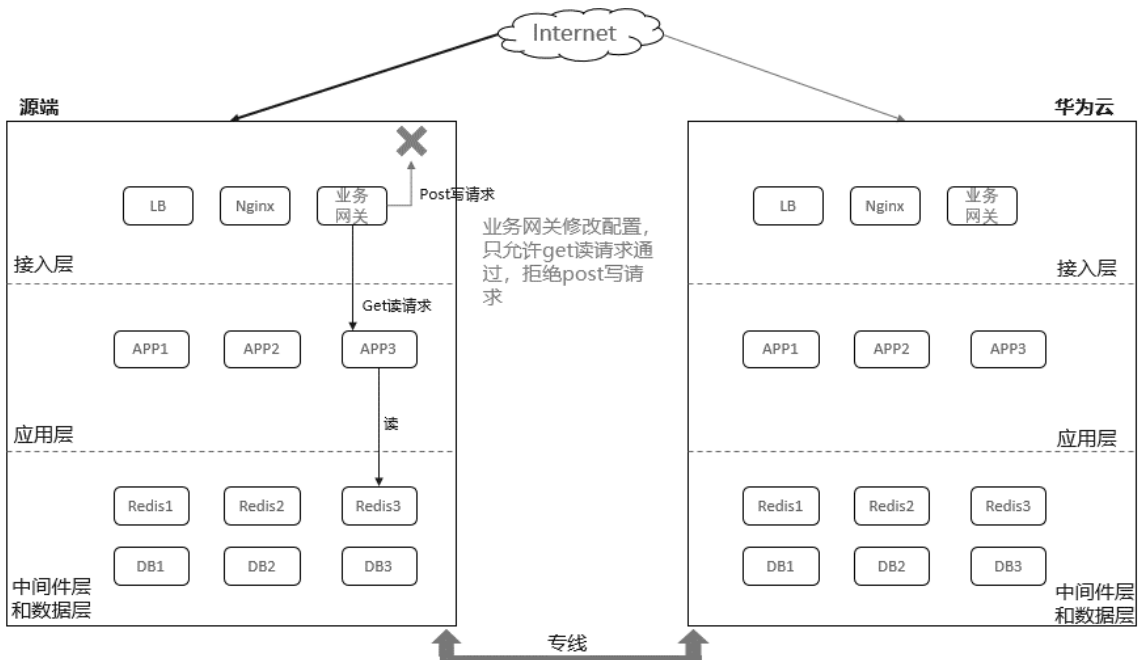 Internet
源端
华为云
LB
Nginx
业务
网关
Post写请求
接入层
业务网关修改配置,
只允许get读请求通
过，拒绝post写请
求
LB
Nginx
业务
网关
接入层
Get读请求
APP1
APP2
APP3
读
应用层
APP1
APP2
APP3
应用层
Redis1
Redis2
Redis3
DB1
DB2
DB3
中间件层
和数据层
Redis1
Redis2
Redis3
DB1
DB2
DB3
中间件层
和数据层
专线